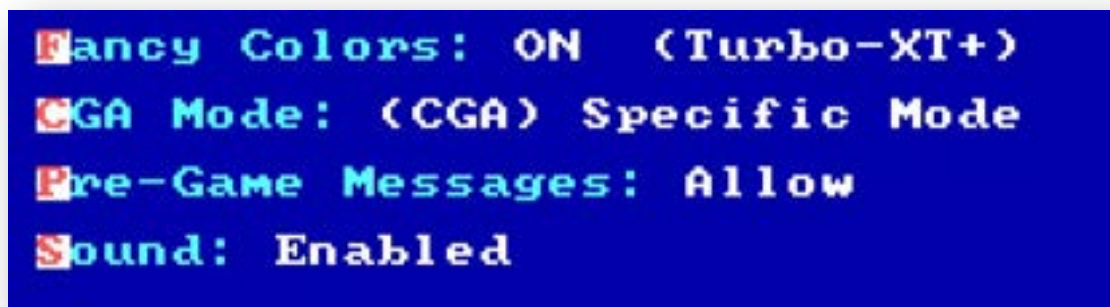 Fancy Colors: ON (Turbo-XT+)
CGA Mode: (CGA) Specific Mode
Pre-Game Messages: Allow
Sound: Enabled